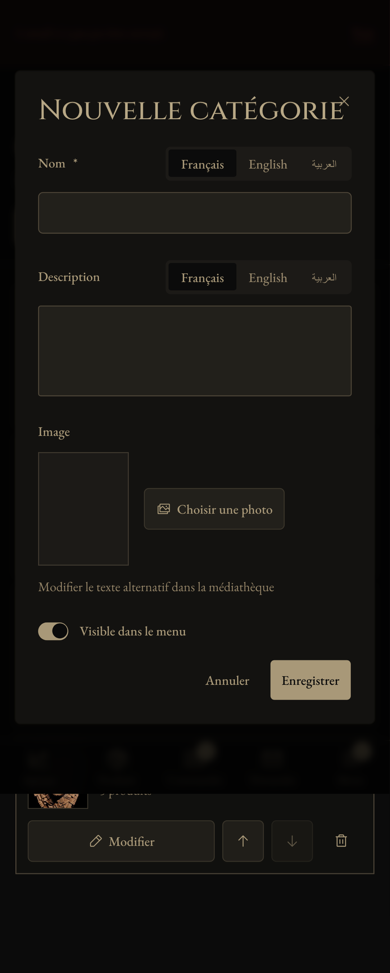 Nouvelle catégorie
Nom *
Français English العربية
Description
Français English العربية
Image
Choisir une photo
Modifier le texte alternatif dans la médiathèque
Visible dans le menu
Annuler Enregistrer
Modifier